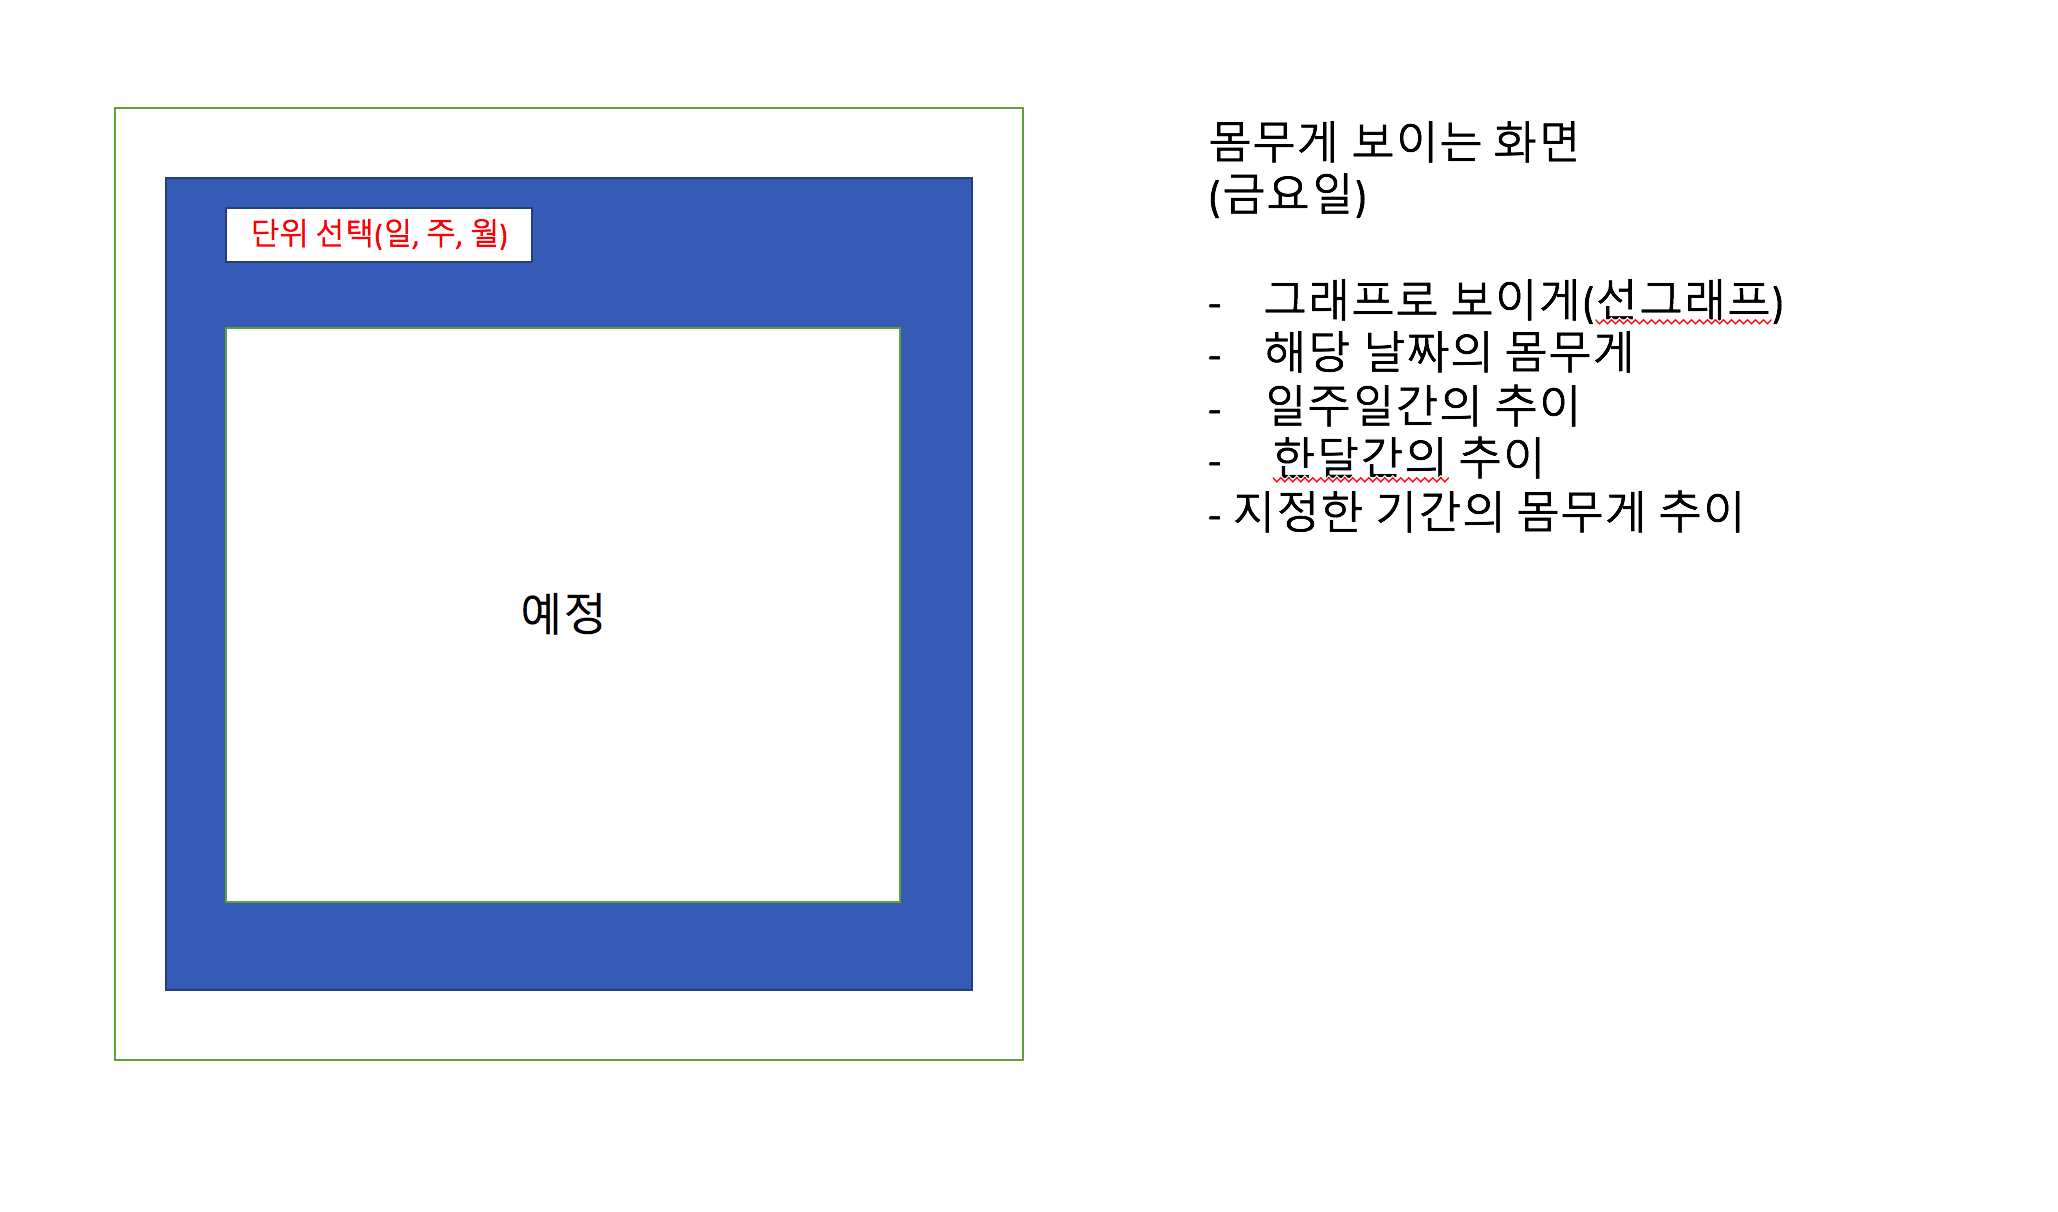 단위 선택(일, 주, 월)
예정
몸무게 보이는 화면
(금요일)
- 그래프로 보이게(선그래프)
- 해당 날짜의 몸무게
- 일주일간의 추이
- 한달간의 추이
- 지정한 기간의 몸무게 추이